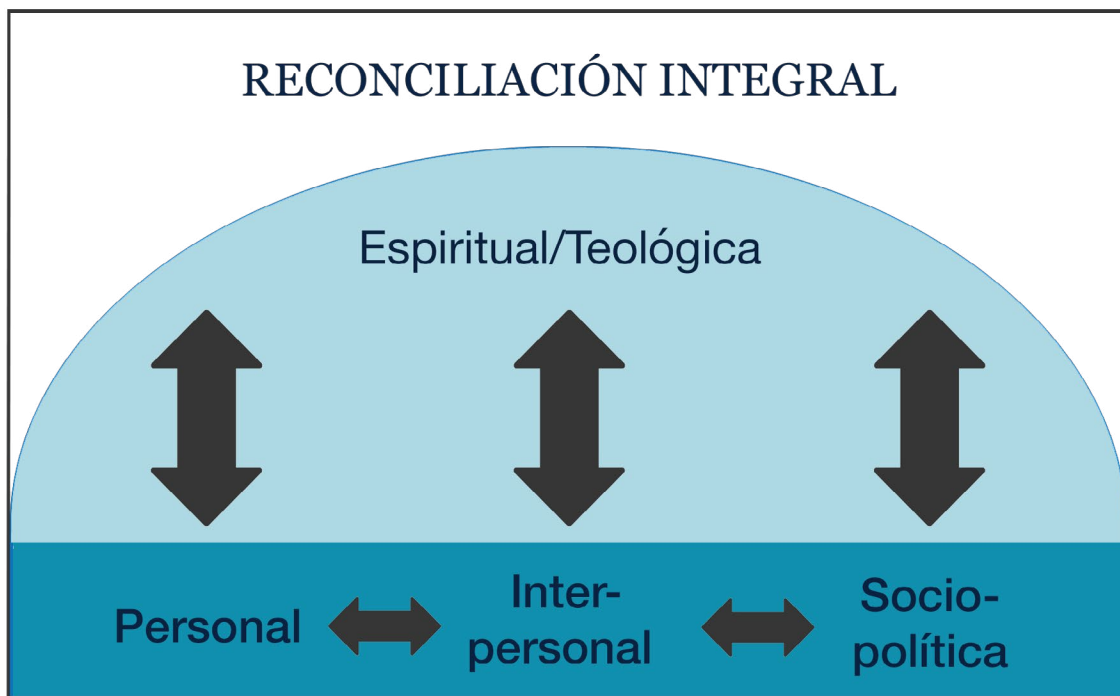 RECONCILIACIÓN INTEGRAL
Espiritual/Teológica
Personal
Inter-
personal
Socio-
política